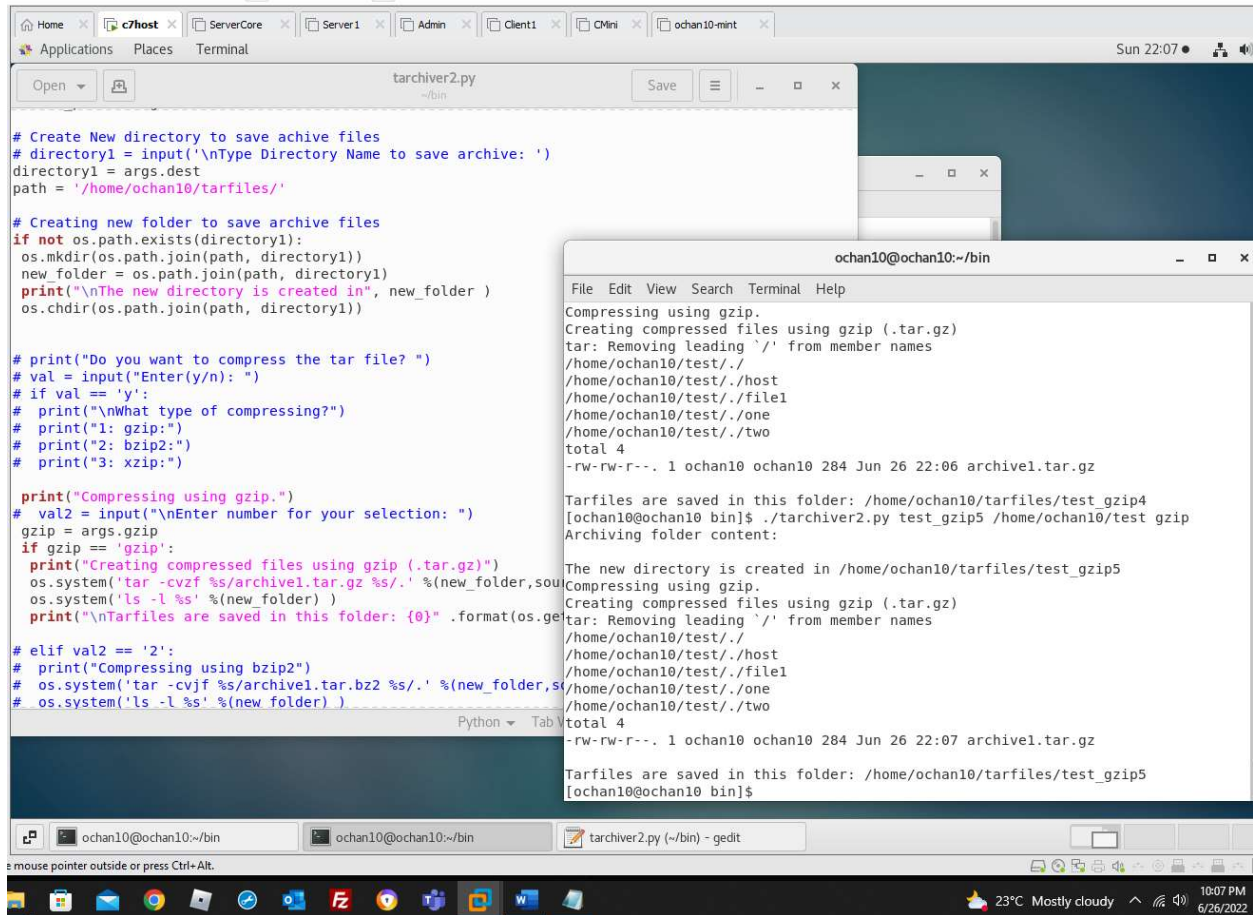 Home
c7host
ServerCore
Server1
Admin
Client1
CMini
ochan10-mint
Applications Places Terminal
Sun 22:07
Open
tarchiver2.py
~/bin
Save
# Create New directory to save achive files
# directory1 = input('\nType Directory Name to save archive: ')
directory1 = args.dest
path = '/home/ochan10/tarfiles/'
# Creating new folder to save archive files
if not os.path.exists(directory1):
os.mkdir(os.path.join(path, directory1))
new_folder = os.path.join(path, directory1)
print("\nThe new directory is created in", new_folder )
os.chdir(os.path.join(path, directory1))
# print("Do you want to compress the tar file? ")
# val = input("Enter(y/n): ")
# if val == 'y':
#  print("\nWhat type of compressing?")
#  print("1: gzip:")
#  print("2: bzip2:")
#  print("3: xzip:")
print("Compressing using gzip.")
#  val2 = input("\nEnter number for your selection: ")
gzip = args.gzip
if gzip == 'gzip':
print("Creating compressed files using gzip (.tar.gz)")
os.system('tar -cvzf %s/archive1.tar.gz %s/.' %(new_folder,sou
os.system('ls -l %s' %(new_folder) )
print("\nTarfiles are saved in this folder: {0}" .format(os.get
# elif val2 == '2':
#  print("Compressing using bzip2")
#  os.system('tar -cvjf %s/archive1.tar.bz2 %s/.' %(new_folder,so
#  os.system('ls -l %s' %(new_folder) )
Python
Tab
ochan10@ochan10:~/bin
File Edit View Search Terminal Help
Compressing using gzip.
Creating compressed files using gzip (.tar.gz)
tar: Removing leading `/' from member names
/home/ochan10/test/./
/home/ochan10/test/./host
/home/ochan10/test/./file1
/home/ochan10/test/./one
/home/ochan10/test/./two
total 4
-rw-rw-r--. 1 ochan10 ochan10 284 Jun 26 22:06 archive1.tar.gz
Tarfiles are saved in this folder: /home/ochan10/tarfiles/test_gzip4
[ochan10@ochan10 bin]$ ./tarchiver2.py test_gzip5 /home/ochan10/test gzip
Archiving folder content:
The new directory is created in /home/ochan10/tarfiles/test_gzip5
Compressing using gzip.
Creating compressed files using gzip (.tar.gz)
tar: Removing leading `/' from member names
/home/ochan10/test/./
/home/ochan10/test/./host
/home/ochan10/test/./file1
/home/ochan10/test/./one
/home/ochan10/test/./two
total 4
-rw-rw-r--. 1 ochan10 ochan10 284 Jun 26 22:07 archive1.tar.gz
Tarfiles are saved in this folder: /home/ochan10/tarfiles/test_gzip5
[ochan10@ochan10 bin]$
ochan10@ochan10:~/bin
ochan10@ochan10:~/bin
tarchiver2.py (~/bin) - gedit
e mouse pointer outside or press Ctrl+Alt.
23°C Mostly cloudy
10:07 PM
6/26/2022